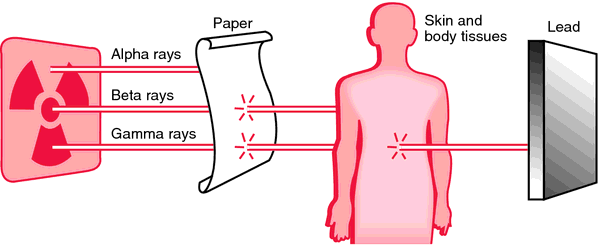 Alpha rays
Beta rays
Gamma rays
Paper
Skin and
body tissues
Lead